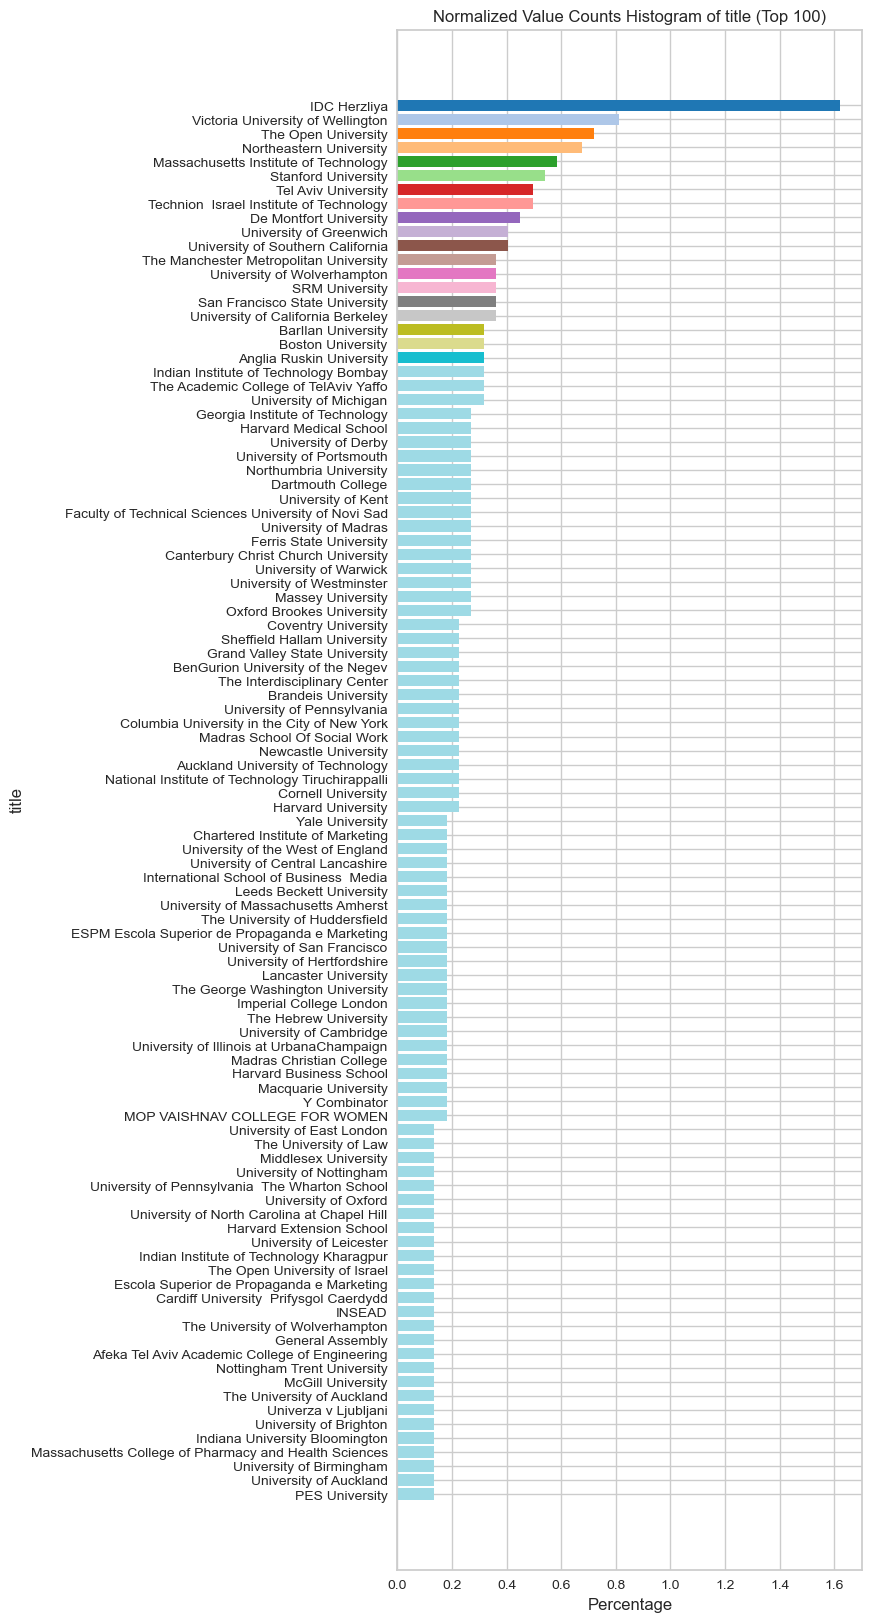 Normalized Value Counts Histogram of title (Top 100)
IDC Herzliya
Victoria University of Wellington
The Open University
Northeastern University
Massachusetts Institute of Technology
Stanford University
Tel Aviv University
Technion  Israel Institute of Technology
De Montfort University
University of Greenwich
University of Southern California
The Manchester Metropolitan University
University of Wolverhampton
SRM University
San Francisco State University
University of California Berkeley
BarIlan University
Boston University
Anglia Ruskin University
Indian Institute of Technology Bombay
The Academic College of TelAviv Yaffo
University of Michigan
Georgia Institute of Technology
Harvard Medical School
University of Derby
University of Portsmouth
Northumbria University
Dartmouth College
University of Kent
Faculty of Technical Sciences University of Novi Sad
University of Madras
Ferris State University
Canterbury Christ Church University
University of Warwick
University of Westminster
Massey University
Oxford Brookes University
Coventry University
Sheffield Hallam University
Grand Valley State University
BenGurion University of the Negev
The Interdisciplinary Center
Brandeis University
University of Pennsylvania
Columbia University in the City of New York
Madras School Of Social Work
Newcastle University
Auckland University of Technology
National Institute of Technology Tiruchirappalli
Cornell University
Harvard University
Yale University
Chartered Institute of Marketing
University of the West of England
University of Central Lancashire
International School of Business  Media
Leeds Beckett University
University of Massachusetts Amherst
The University of Huddersfield
ESPM Escola Superior de Propaganda e Marketing
University of San Francisco
University of Hertfordshire
Lancaster University
The George Washington University
Imperial College London
The Hebrew University
University of Cambridge
University of Illinois at UrbanaChampaign
Madras Christian College
Harvard Business School
Macquarie University
Y Combinator
MOP VAISHNAV COLLEGE FOR WOMEN
University of East London
The University of Law
Middlesex University
University of Nottingham
University of Pennsylvania  The Wharton School
University of Oxford
University of North Carolina at Chapel Hill
Harvard Extension School
University of Leicester
Indian Institute of Technology Kharagpur
The Open University of Israel
Escola Superior de Propaganda e Marketing
Cardiff University  Prifysgol Caerdydd
INSEAD
The University of Wolverhampton
General Assembly
Afeka Tel Aviv Academic College of Engineering
Nottingham Trent University
McGill University
The University of Auckland
Univerza v Ljubljani
University of Brighton
Indiana University Bloomington
Massachusetts College of Pharmacy and Health Sciences
University of Birmingham
University of Auckland
PES University
title
0.0 0.2 0.4 0.6 0.8 1.0 1.2 1.4 1.6
Percentage